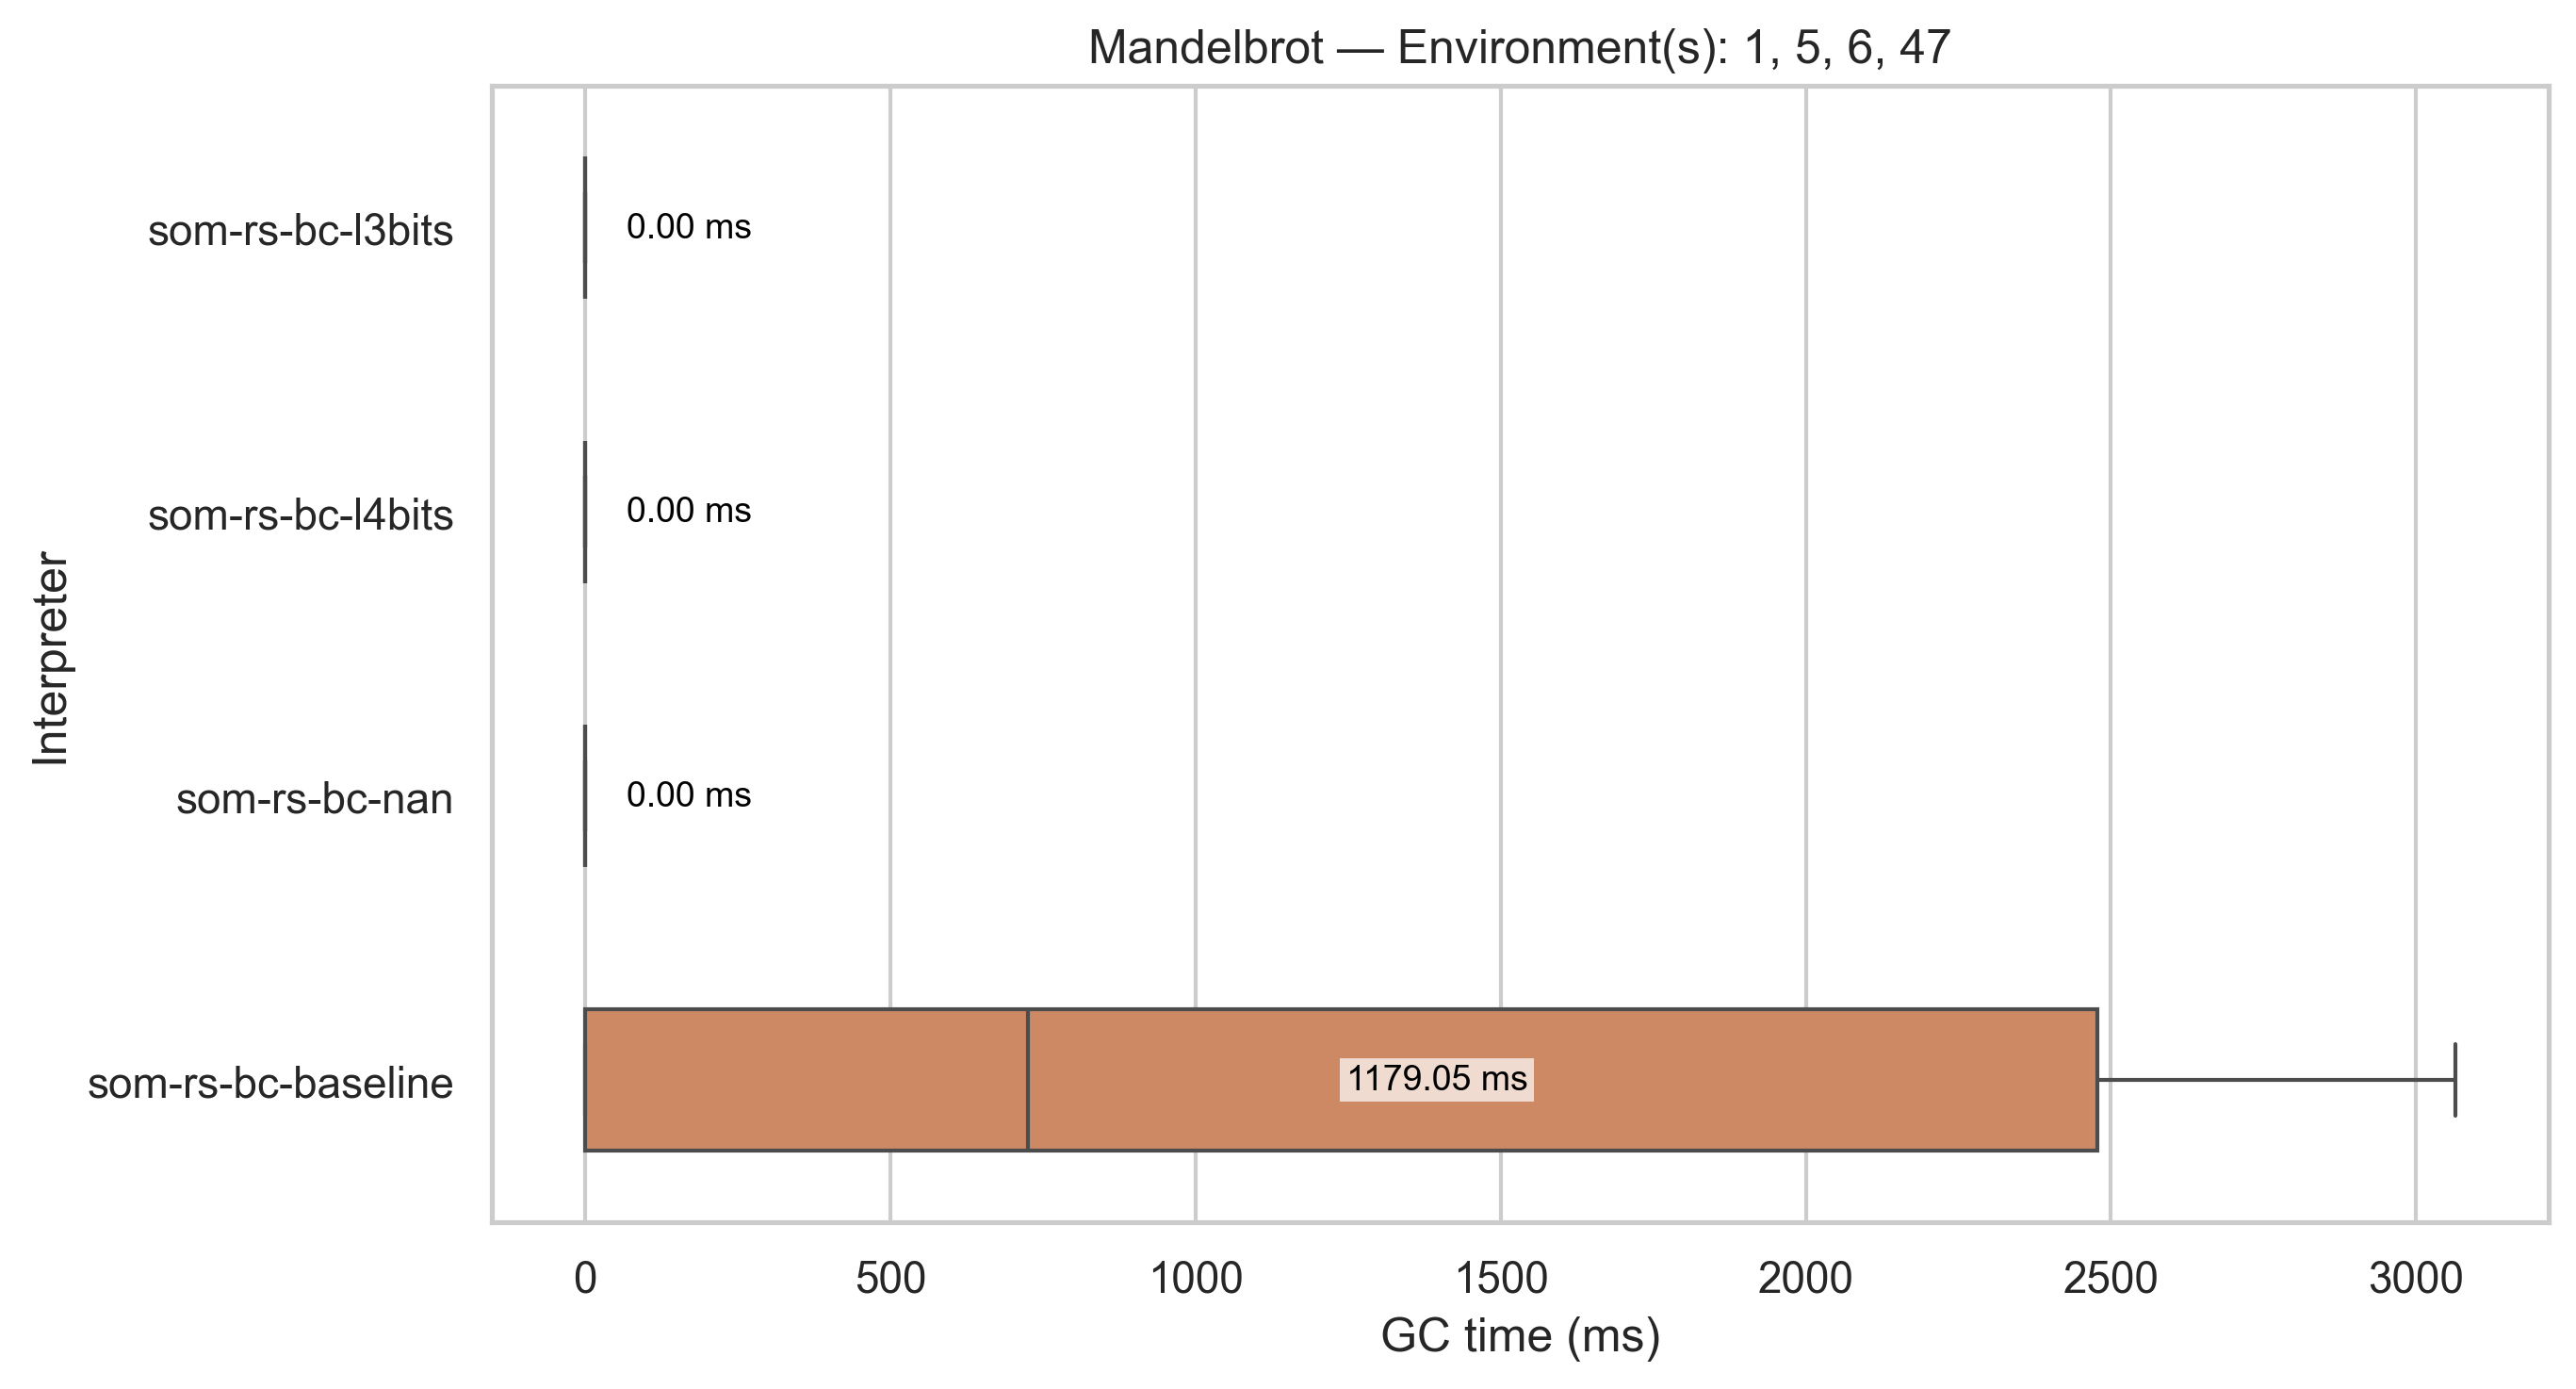 Mandelbrot — Environment(s): 1, 5, 6, 47
Interpreter
som-rs-bc-l3bits
0.00 ms
som-rs-bc-l4bits
0.00 ms
som-rs-bc-nan
0.00 ms
som-rs-bc-baseline
1179.05 ms
0 500 1000 1500 2000 2500 3000
GC time (ms)